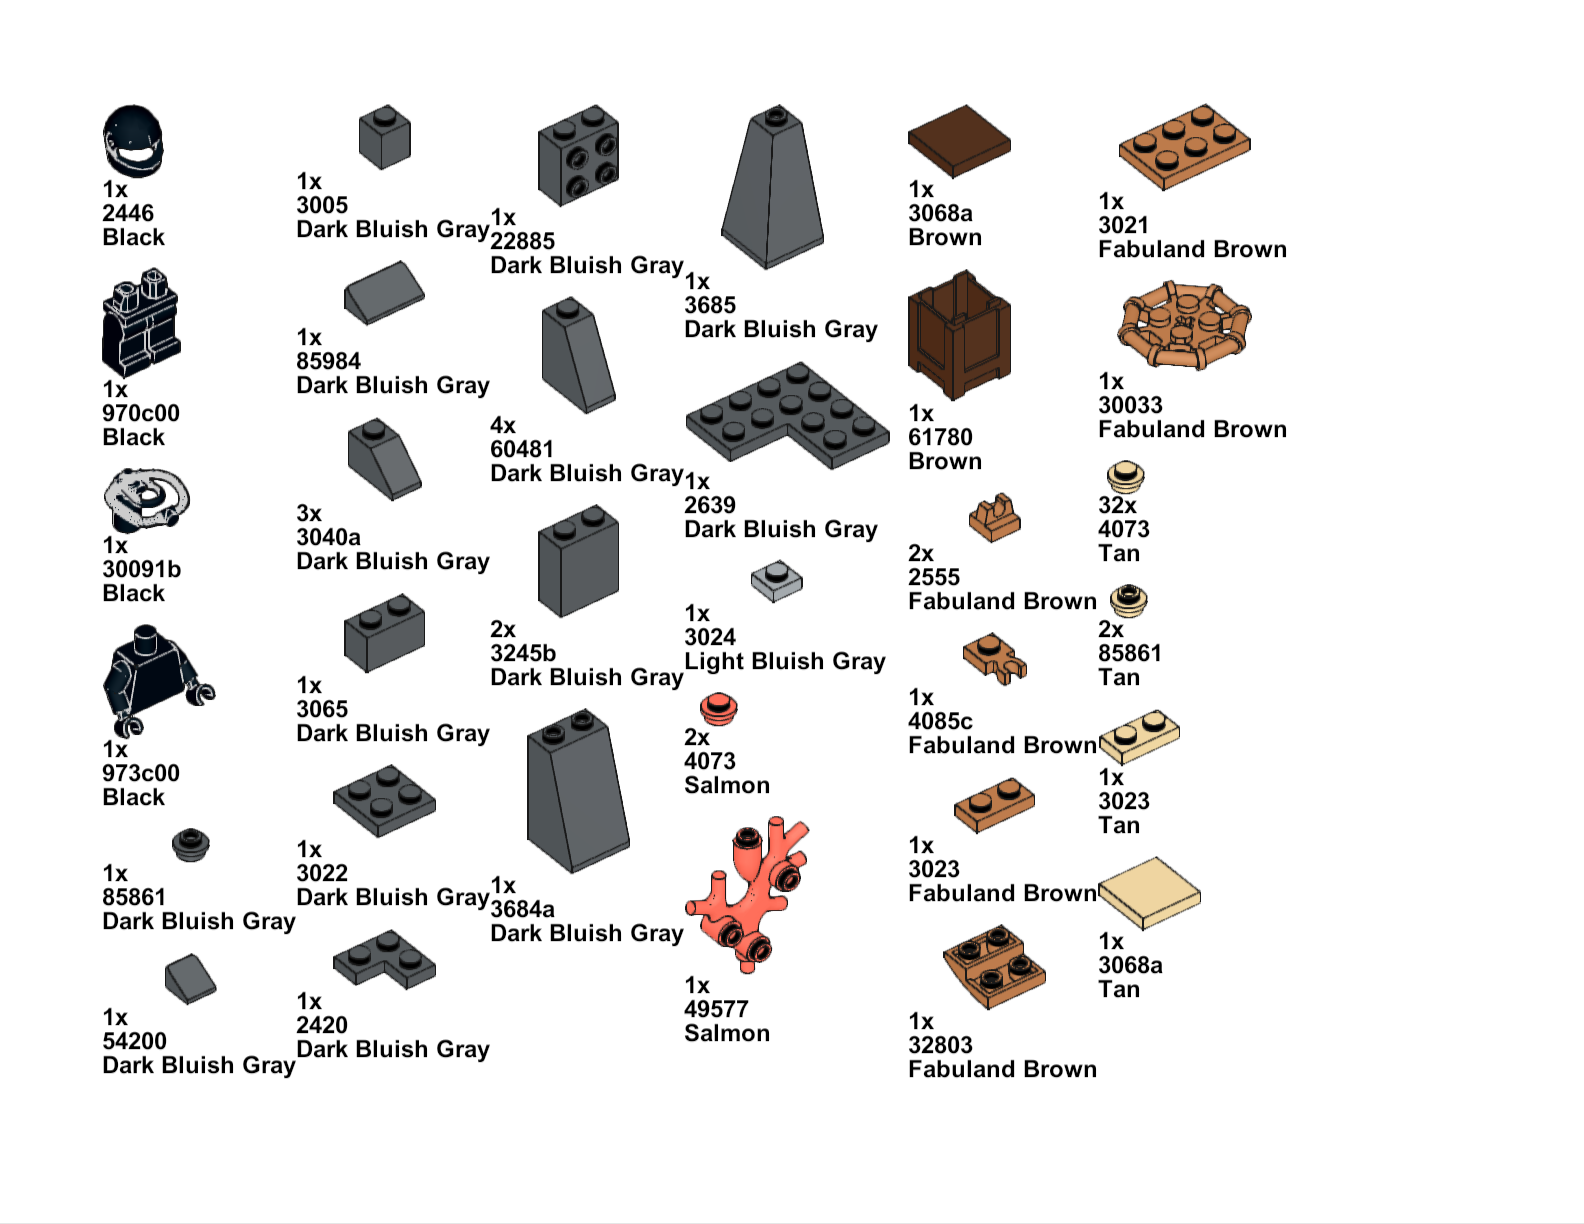 1x
2446
Black
1x
970c00
Black
1x
30091b
Black
1x
973c00
Black
1x
85861
Dark Bluish Gray
1x
54200
Dark Bluish Gray
1x
3005
Dark Bluish Gray
1x
85984
Dark Bluish Gray
3x
3040a
Dark Bluish Gray
1x
3065
Dark Bluish Gray
1x
3022
Dark Bluish Gray
1x
2420
Dark Bluish Gray
1x
22885
Dark Bluish Gray
4x
60481
Dark Bluish Gray
2x
3245b
Dark Bluish Gray
1x
3684a
Dark Bluish Gray
1x
3685
Dark Bluish Gray
1x
2639
Dark Bluish Gray
1x
3024
Light Bluish Gray
2x
4073
Salmon
1x
49577
Salmon
1x
3068a
Brown
1x
61780
Brown
2x
2555
Fabuland Brown
1x
4085c
Fabuland Brown
1x
3023
Fabuland Brown
1x
32803
Fabuland Brown
1x
3021
Fabuland Brown
1x
30033
Fabuland Brown
32x
4073
Tan
2x
85861
Tan
1x
3023
Tan
1x
3068a
Tan